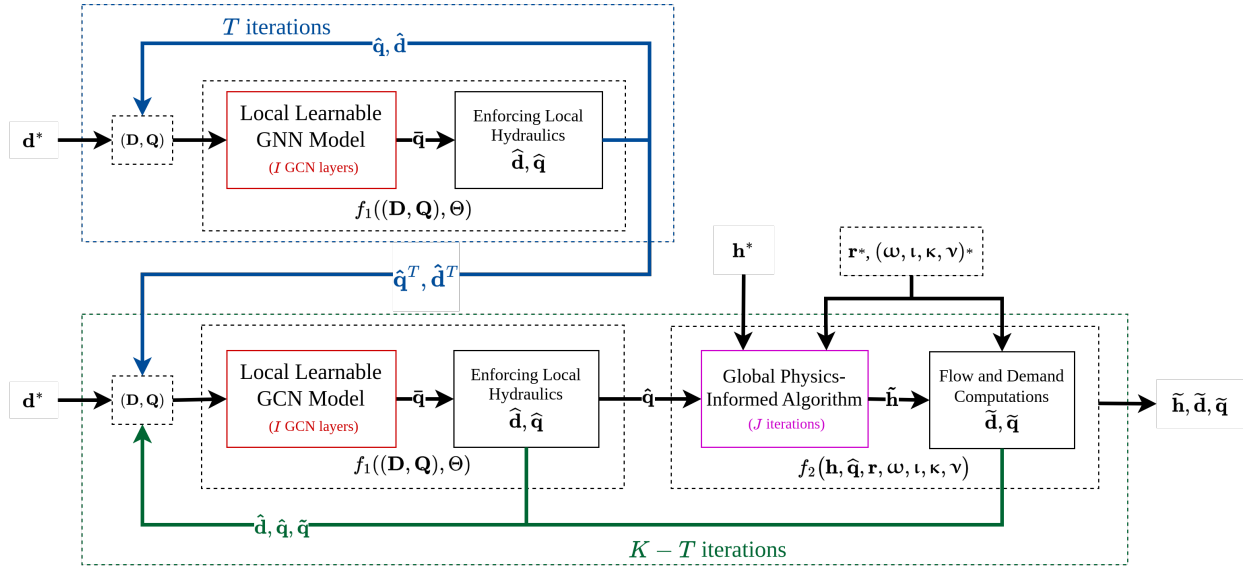 T iterations
q̂, d̂
d*
(D, Q)
Local Learnable
GNN Model
(I GCN layers)
q̄
Enforcing Local
Hydraulics
d̂, q̂
f₁((D, Q), Θ)
q̂ᵀ, d̂ᵀ
h*
r*, (ω, ι, κ, ν)*
d*
(D, Q)
Local Learnable
GCN Model
(I GCN layers)
q̄
Enforcing Local
Hydraulics
d̂, q̂
f₁((D, Q), Θ)
q̂
Global Physics-
Informed Algorithm
(J iterations)
h̃
Flow and Demand
Computations
d̃, q̃
f₂(h, q̂, r, ω, ι, κ, ν)
h̃, d̃, q̃
d̂, q̂, q̃
K − T iterations